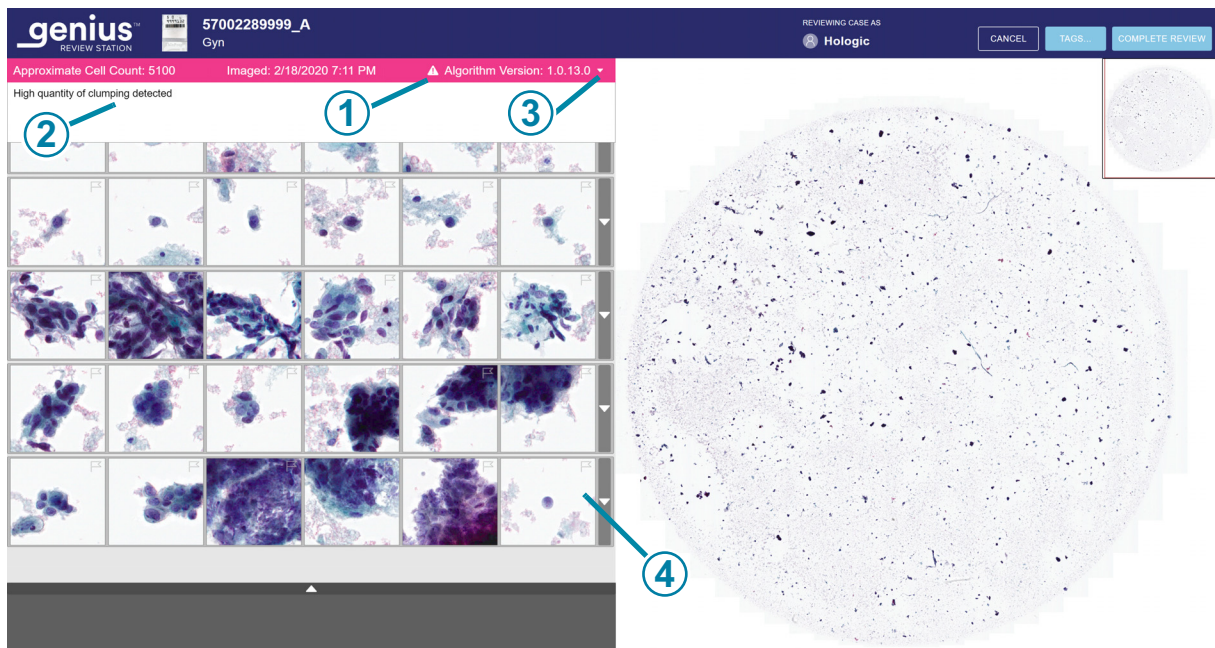 genius™
REVIEW STATION
57002289999_A
Gyn
REVIEWING CASE AS
Hologic
CANCEL
TAGS...
COMPLETE REVIEW
Approximate Cell Count: 5100 Imaged: 2/18/2020 7:11 PM Algorithm Version: 1.0.13.0
High quantity of clumping detected
1
3
2
4